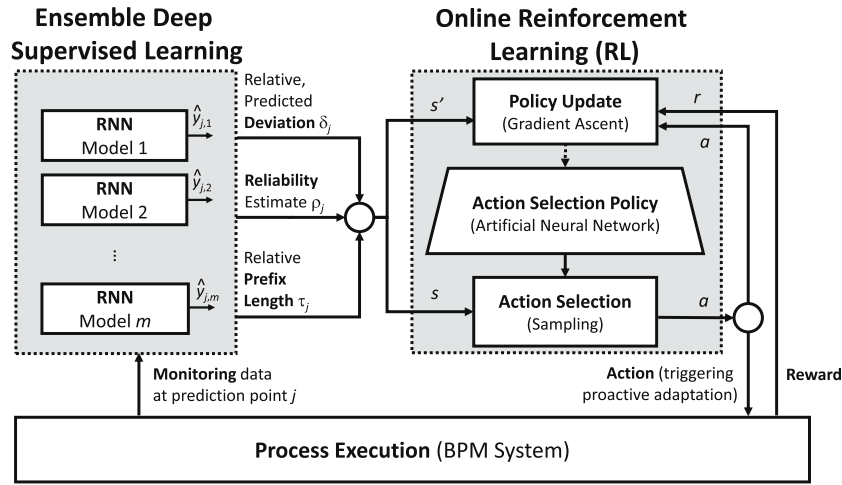 Ensemble Deep
Supervised Learning
Online Reinforcement
Learning (RL)
RNN
Model 1
ŷj,1
RNN
Model 2
ŷj,2
⋮
RNN
Model m
ŷj,m
Relative,
Predicted
Deviation δj
Reliability
Estimate ρj
Relative
Prefix
Length τj
s'
Policy Update
(Gradient Ascent)
r
a
Action Selection Policy
(Artificial Neural Network)
s
Action Selection
(Sampling)
a
Monitoring data
at prediction point j
Action (triggering
proactive adaptation)
Reward
Process Execution (BPM System)